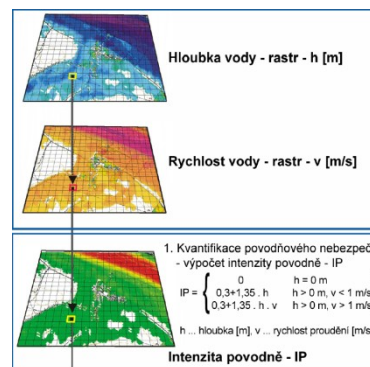 Hloubka vody - rastr - h [m]
Rychlost vody - rastr - v [m/s]
1. Kvantifikace povodňového nebezpeč
- výpočet intenzity povodně - IP
0 h = 0 m
IP = { 0,3+1,35 . h h > 0 m, v < 1 m/s
0,3+1,35 . h . v h > 0 m, v > 1 m/s
h ... hloubka [m], v ... rychlost proudění [m/s
Intenzita povodně - IP